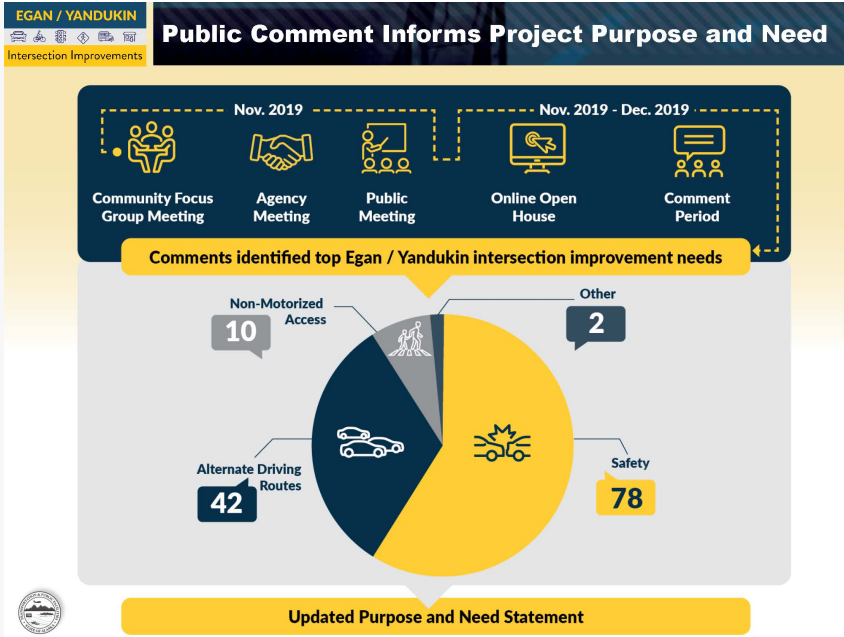 EGAN / YANDUKIN
Intersection Improvements
Public Comment Informs Project Purpose and Need
Nov. 2019
Nov. 2019 - Dec. 2019
Community Focus
Group Meeting
Agency
Meeting
Public
Meeting
Online Open
House
Comment
Period
Comments identified top Egan / Yandukin intersection improvement needs
Non-Motorized
Access
10
Other
2
Alternate Driving
Routes
42
Safety
78
Updated Purpose and Need Statement